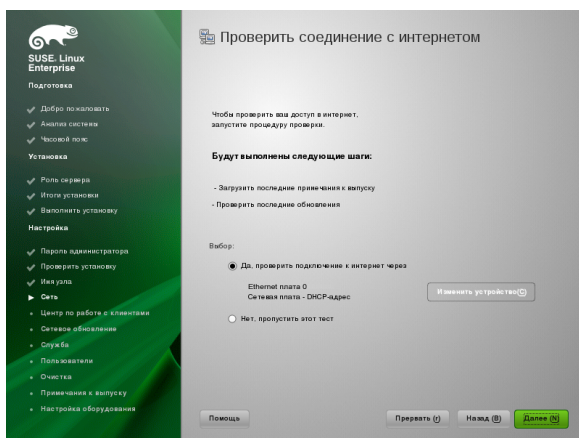 SUSE. Linux
Enterprise
Подготовка
Добро пожаловать
Анализ системы
Часовой пояс
Установка
Роль сервера
Итоги установки
Выполнить установку
Настройка
Пароль администратора
Проверить установку
Имя узла
Сеть
Центр по работе с клиентами
Сетевое обновление
Служба
Пользователи
Очистка
Примечания к выпуску
Настройка оборудования
Проверить соединение с интернетом
Чтобы проверить ваш доступ в интернет,
запустите процедуру проверки.
Будут выполнены следующие шаги:
- Загрузить последние примечания к выпуску
- Проверить последние обновления
Выбор:
Да, проверить подключение к интернет через
Ethernet плата 0
Сетевая плата - DHCP-адрес
Изменить устройство(C)
Нет, пропустить этот тест
Помощь
Прервать (r)
Назад (B)
Далее (N)